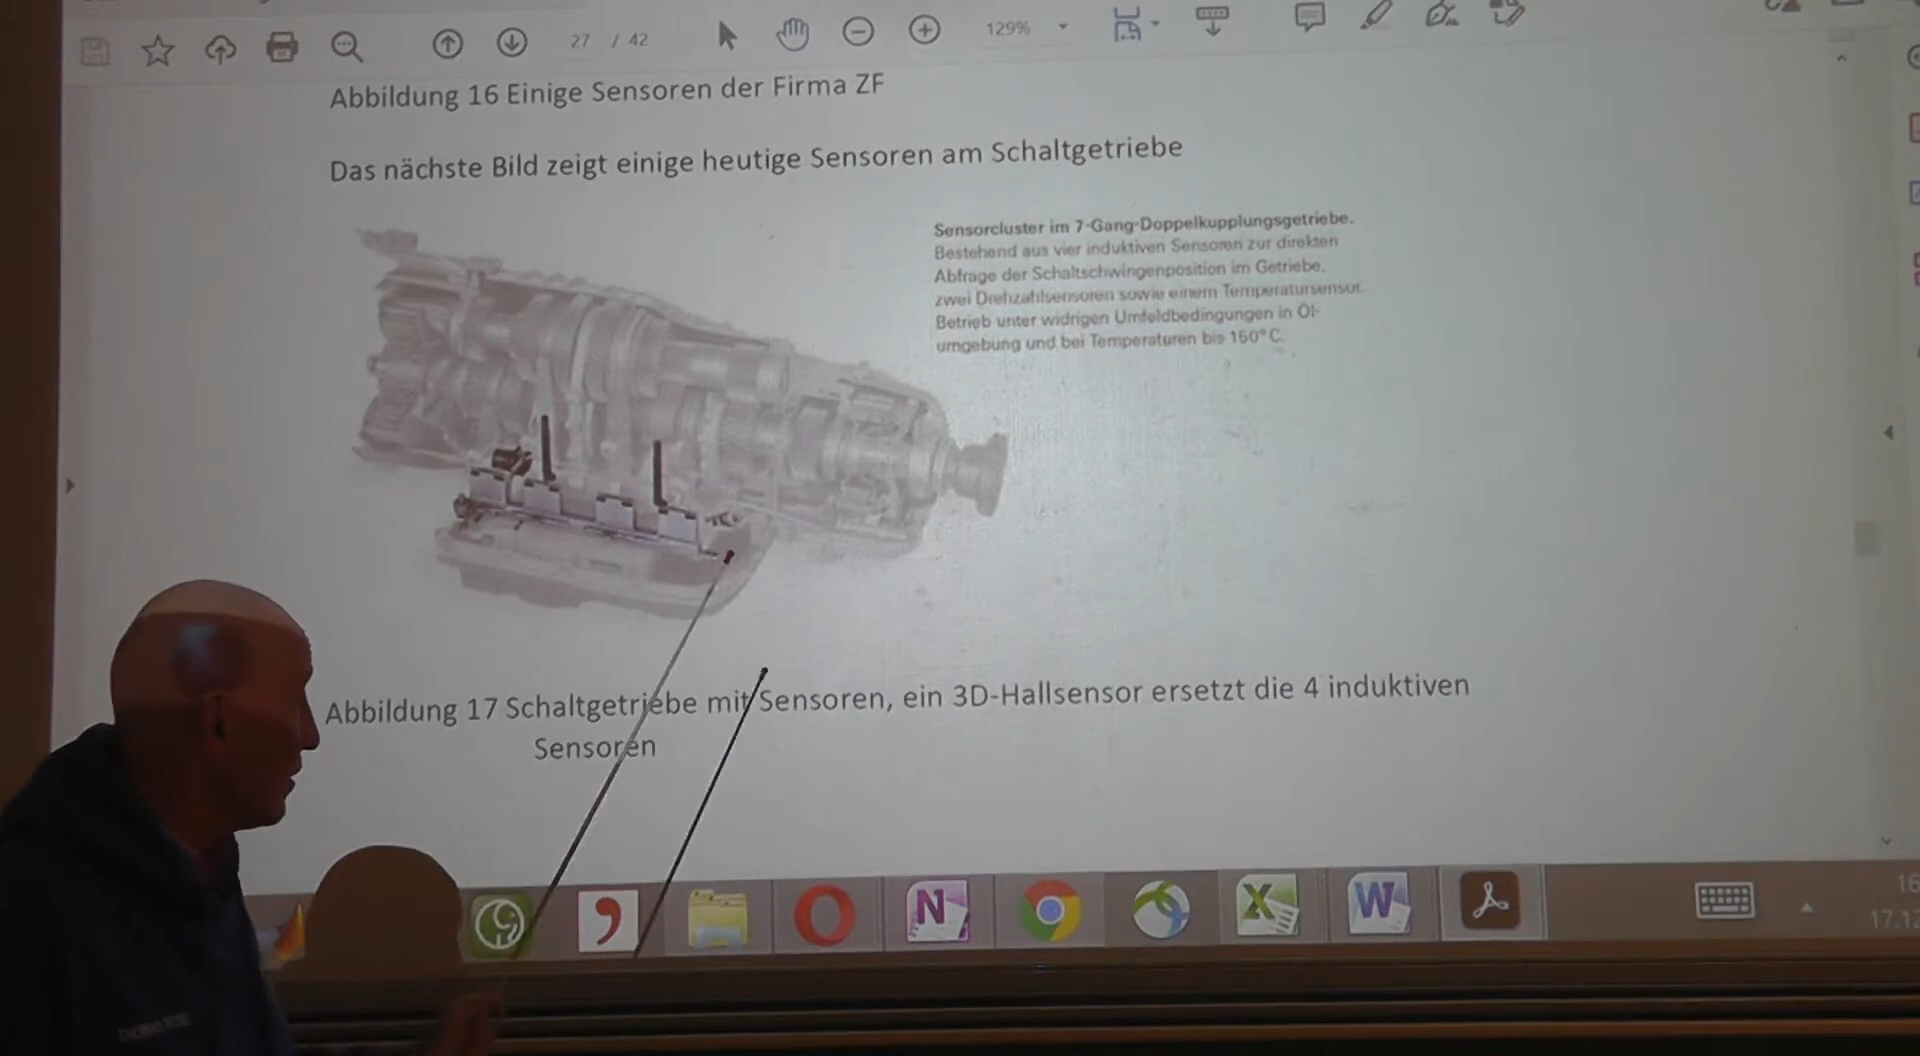 27 / 42
129%
Abbildung 16 Einige Sensoren der Firma ZF
Das nächste Bild zeigt einige heutige Sensoren am Schaltgetriebe
Sensorcluster im 7-Gang-Doppelkupplungsgetriebe.
Bestehend aus vier induktiven Sensoren zur direkten
Abfrage der Schaltschwingenposition im Getriebe,
zwei Drehzahlsensoren sowie einem Temperatursensor.
Betrieb unter widrigen Umfeldbedingungen in Öl-
umgebung und bei Temperaturen bis 150°C.
Abbildung 17 Schaltgetriebe mit Sensoren, ein 3D-Hallsensor ersetzt die 4 induktiven
Sensoren
N
X
W
16
17.12